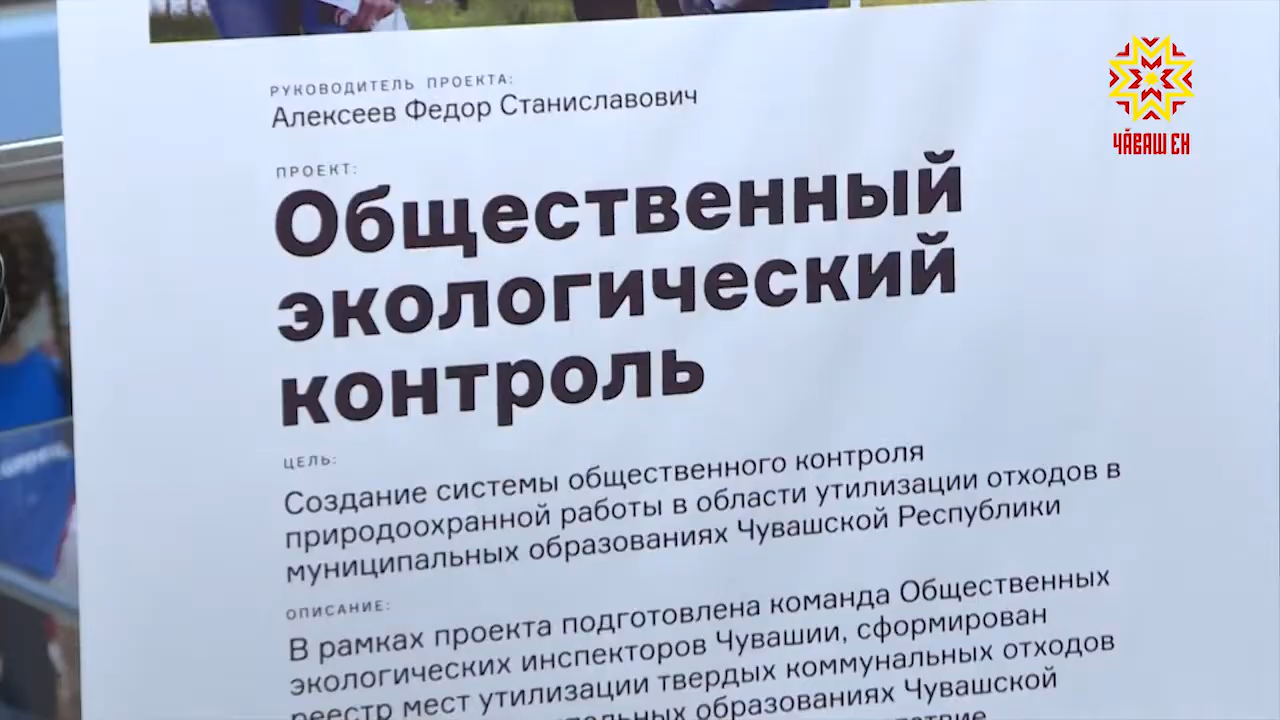 РУКОВОДИТЕЛЬ ПРОЕКТА:
Алексеев Федор Станиславович
ЧӐВАШ ЕН
ПРОЕКТ:
Общественный
экологический
контроль
ЦЕЛЬ:
Создание системы общественного контроля
природоохранной работы в области утилизации отходов в
муниципальных образованиях Чувашской Республики
ОПИСАНИЕ:
В рамках проекта подготовлена команда Общественных
экологических инспекторов Чувашии, сформирован
реестр мест утилизации твердых коммунальных отходов
образованиях Чувашской